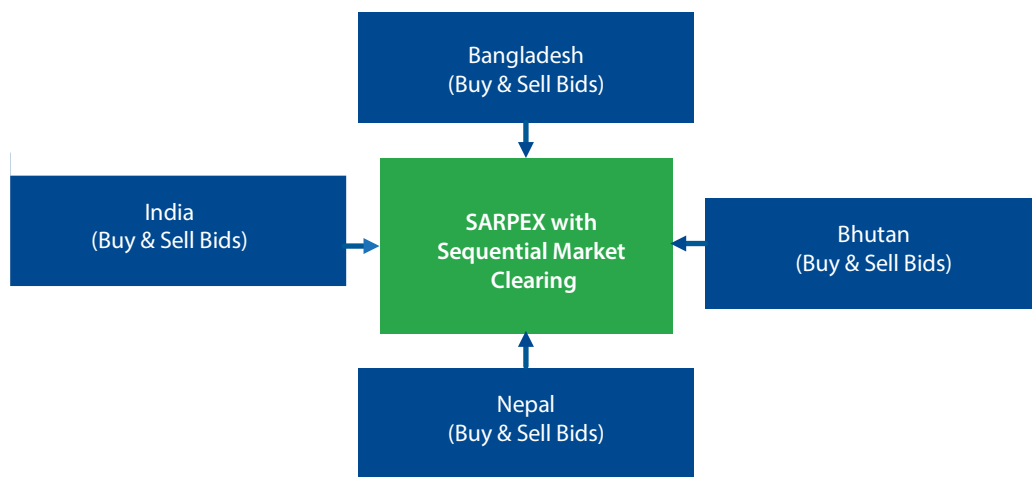 Bangladesh
(Buy & Sell Bids)
India
(Buy & Sell Bids)
SARPEX with
Sequential Market
Clearing
Bhutan
(Buy & Sell Bids)
Nepal
(Buy & Sell Bids)